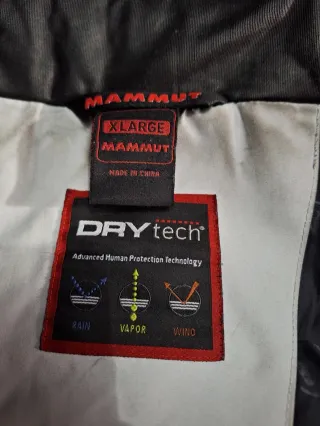 MAMMUT
XLARGE
MAMMUT
MADE IN CHINA
DRYtech®
Advanced Human Protection Technology
RAIN VAPOR WIND